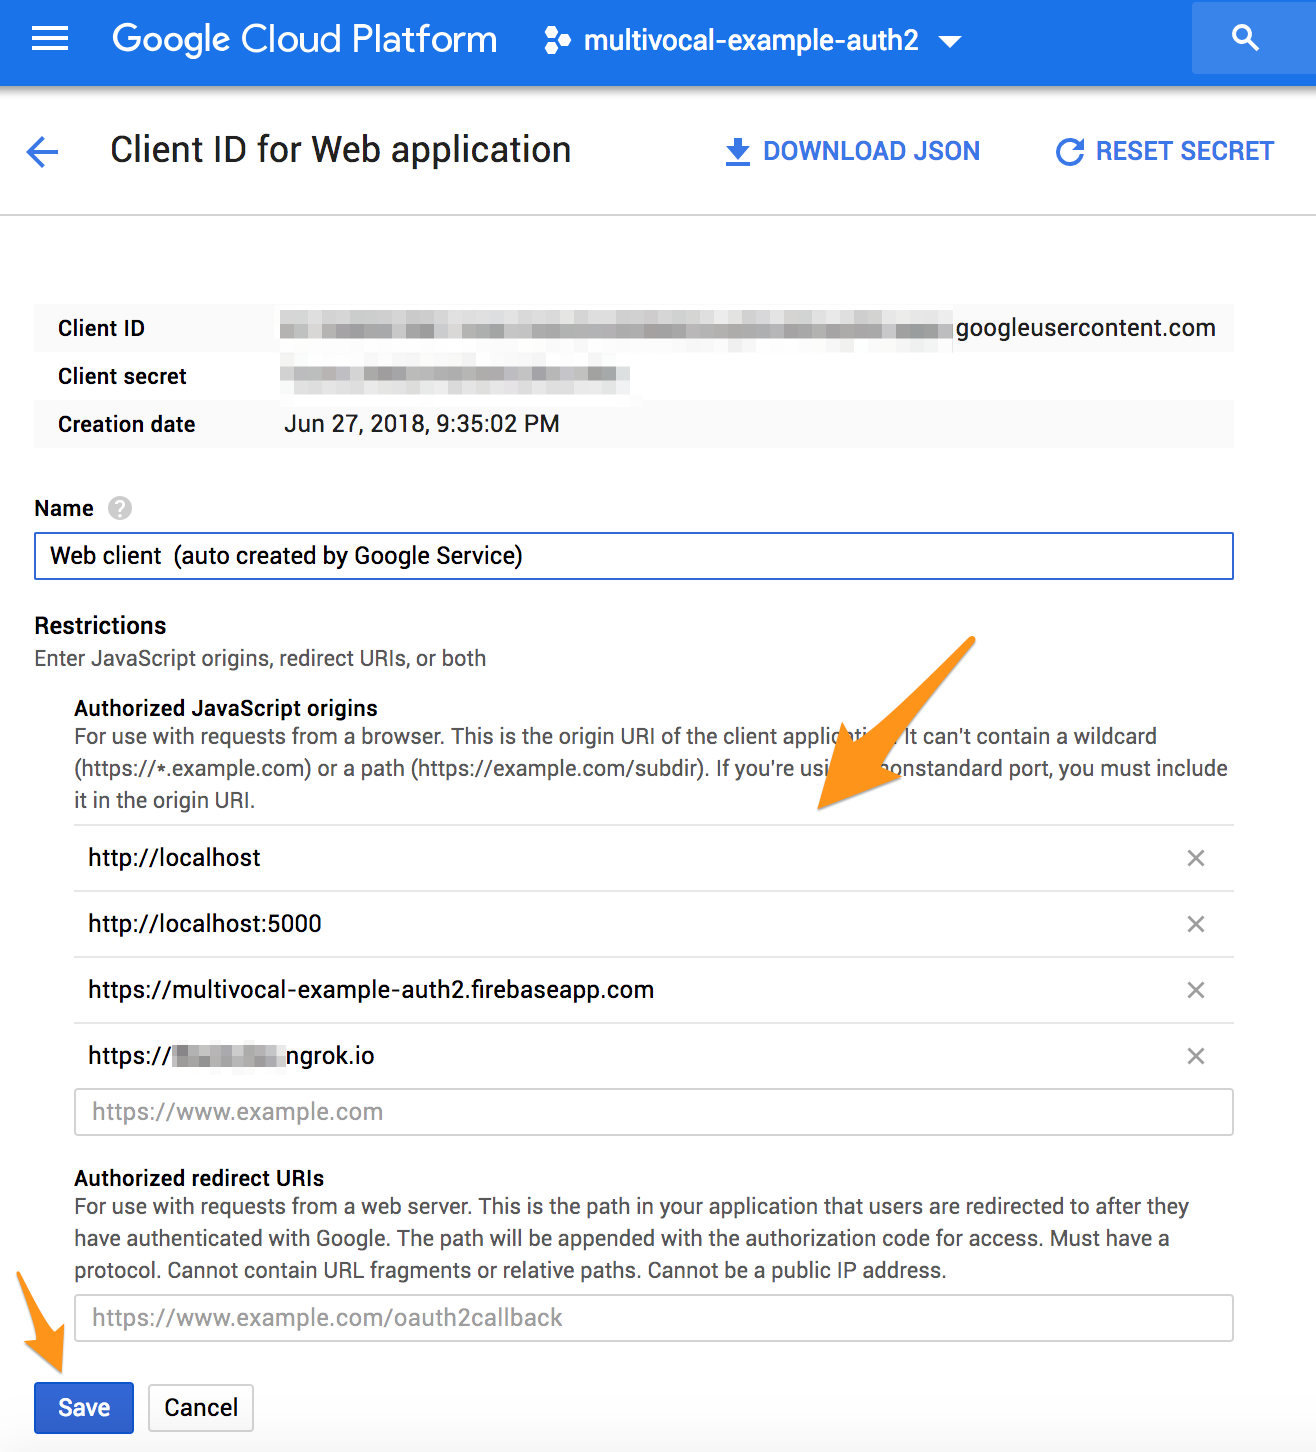 Google Cloud Platform multivocal-example-auth2
Client ID for Web application DOWNLOAD JSON RESET SECRET
Client ID googleusercontent.com
Client secret
Creation date Jun 27, 2018, 9:35:02 PM
Name ?
Web client  (auto created by Google Service)
Restrictions
Enter JavaScript origins, redirect URIs, or both
Authorized JavaScript origins
For use with requests from a browser. This is the origin URI of the client It can't contain a wildcard
(https://*.example.com) or a path (https://example.com/subdir). If you're port, you must include
it in the origin URI.
http://localhost
http://localhost:5000
https://multivocal-example-auth2.firebaseapp.com
https:// ngrok.io
https://www.example.com
Authorized redirect URIs
For use with requests from a web server. This is the path in your application that users are redirected to after they
have authenticated with Google. The path will be appended with the authorization code for access. Must have a
protocol. Cannot contain URL fragments or relative paths. Cannot be a public IP address.
https://www.example.com/oauth2callback
Save Cancel